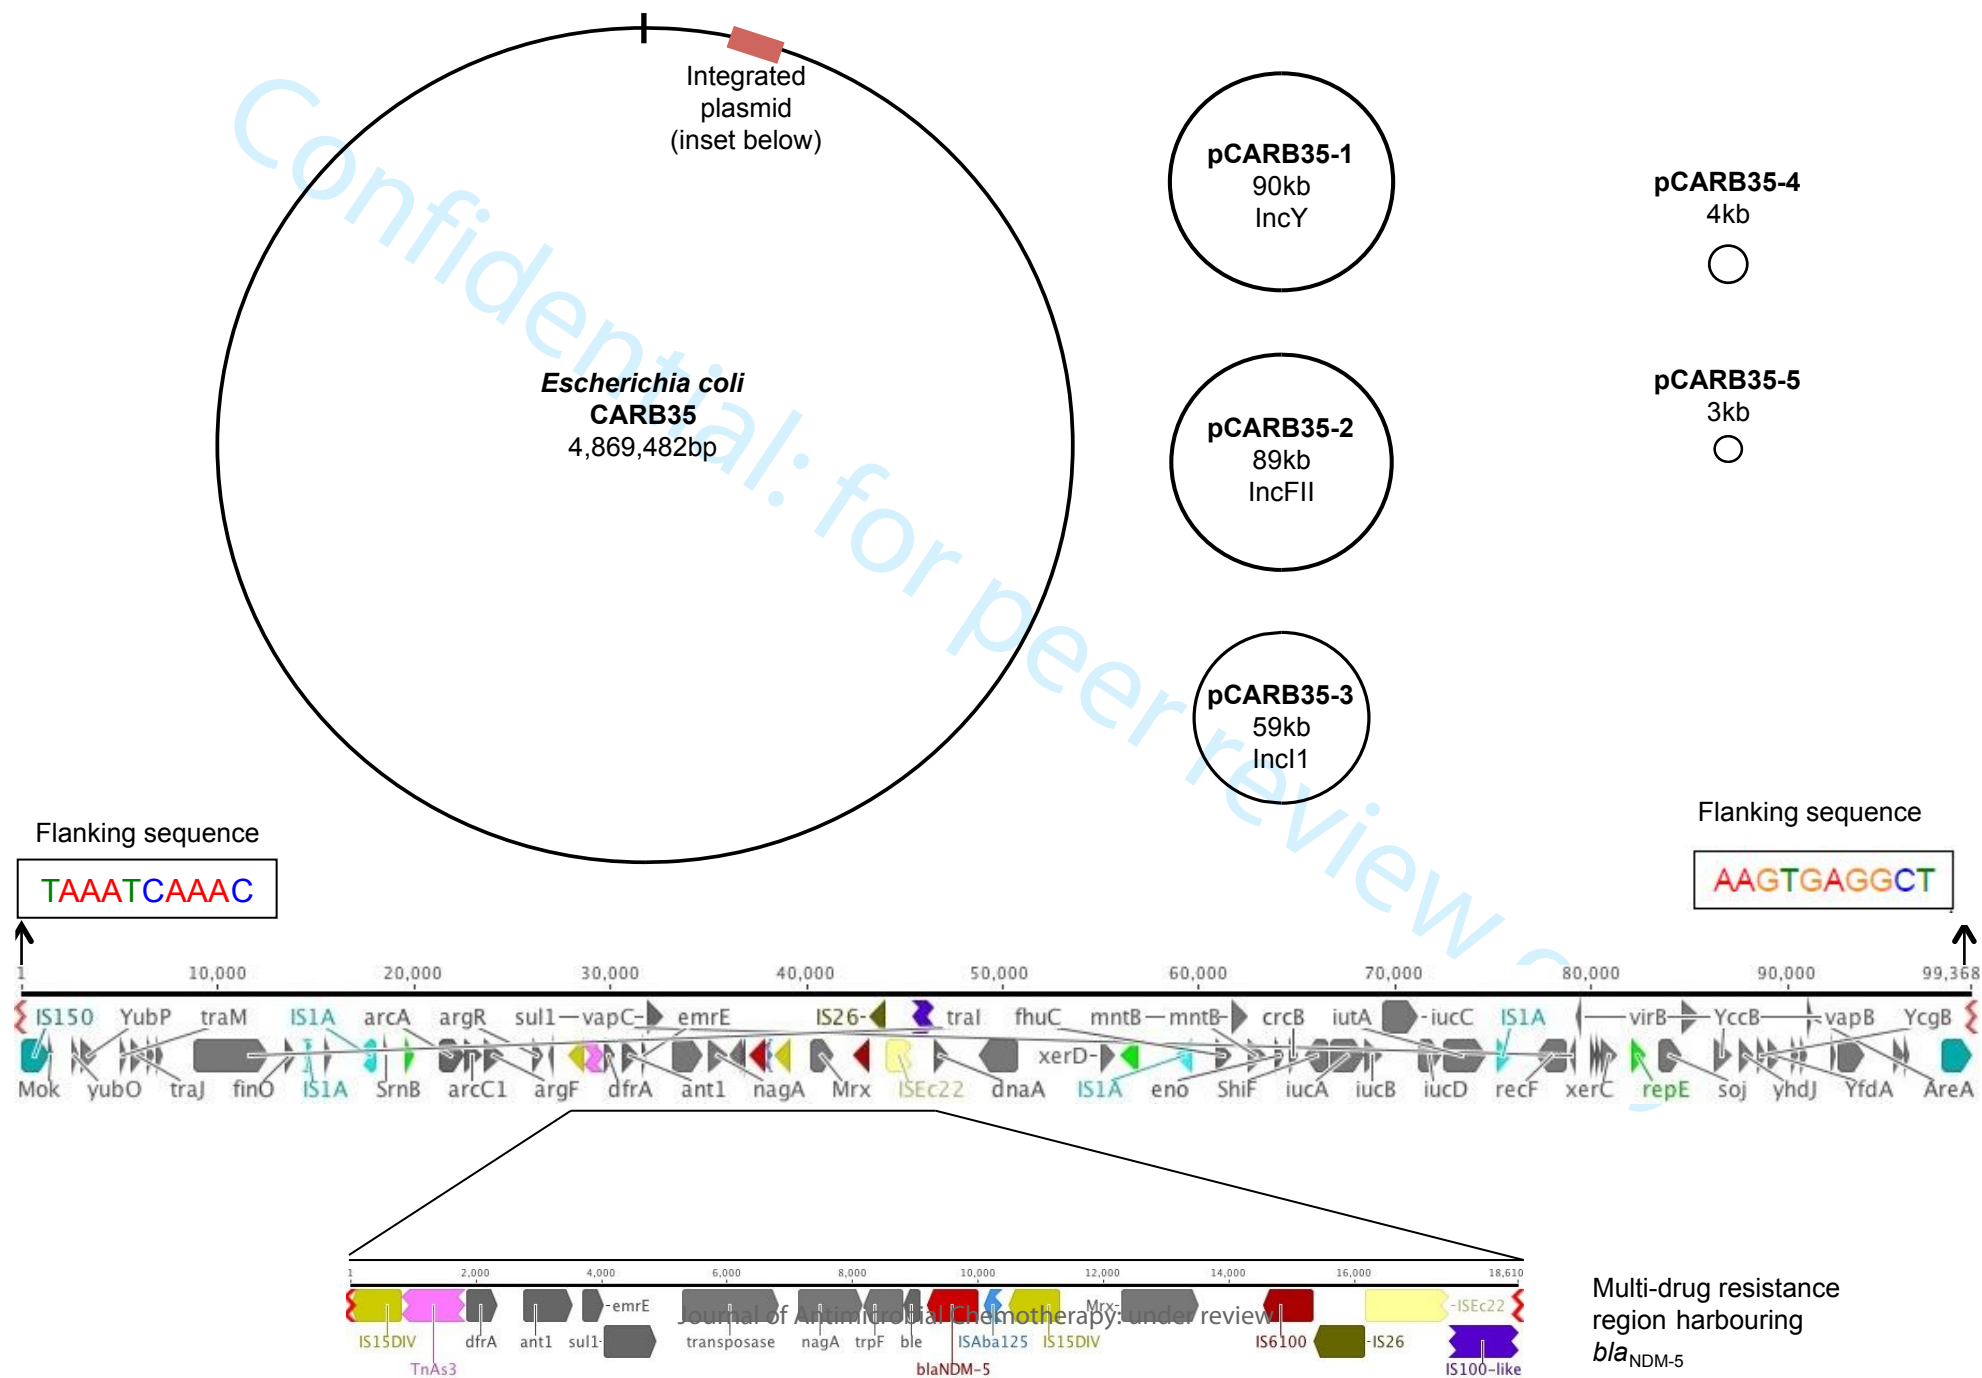 Integrated
plasmid
(inset below)
Escherichia coli
CARB35
4,869,482bp
pCARB35-1
90kb
IncY
pCARB35-2
89kb
IncFII
pCARB35-3
59kb
IncI1
pCARB35-4
4kb
pCARB35-5
3kb
Confidential: for peer review
Flanking sequence
TAAATCAAAC
Flanking sequence
AAGTGAGGCT
1 10,000 20,000 30,000 40,000 50,000 60,000 70,000 80,000 90,000 99,368
IS150 YubP traM IS1A arcA argR sul1 vapC emrE IS26 traI fhuC mntB mntB crcB iutA iucC IS1A virB YccB vapB YcgB
xerD
Mok yubO traJ finO IS1A SrnB arcC1 argF dfrA ant1 nagA Mrx ISEc22 dnaA IS1A eno ShiF iucA iucB iucD recF xerC repE soj yhdJ YfdA AreA
1 2,000 4,000 6,000 8,000 10,000 12,000 14,000 16,000 18,610
-emrE Mrx- -ISEc22
Journal of Antimicrobial Chemotherapy: under review
IS15DIV dfrA ant1 sul1- transposase nagA trpF ble ISAba125 IS15DIV IS6100 -IS26
TnAs3 blaNDM-5 IS100-like
Multi-drug resistance
region harbouring
blaNDM-5